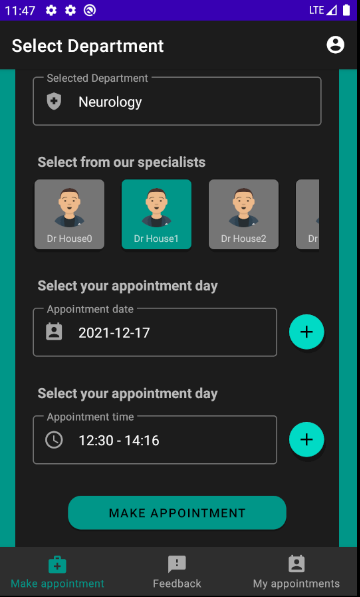 11:47 LTE
Select Department
Selected Department
Neurology
Select from our specialists
Dr House0 Dr House1 Dr House2 Dr
Select your appointment day
Appointment date
2021-12-17
Select your appointment day
Appointment time
12:30 - 14:16
MAKE APPOINTMENT
Make appointment Feedback My appointments